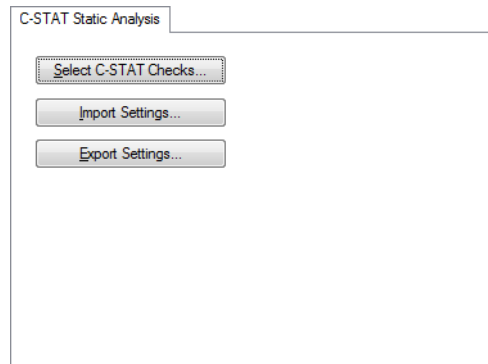 C-STAT Static Analysis
Select C-STAT Checks...
Import Settings...
Export Settings...